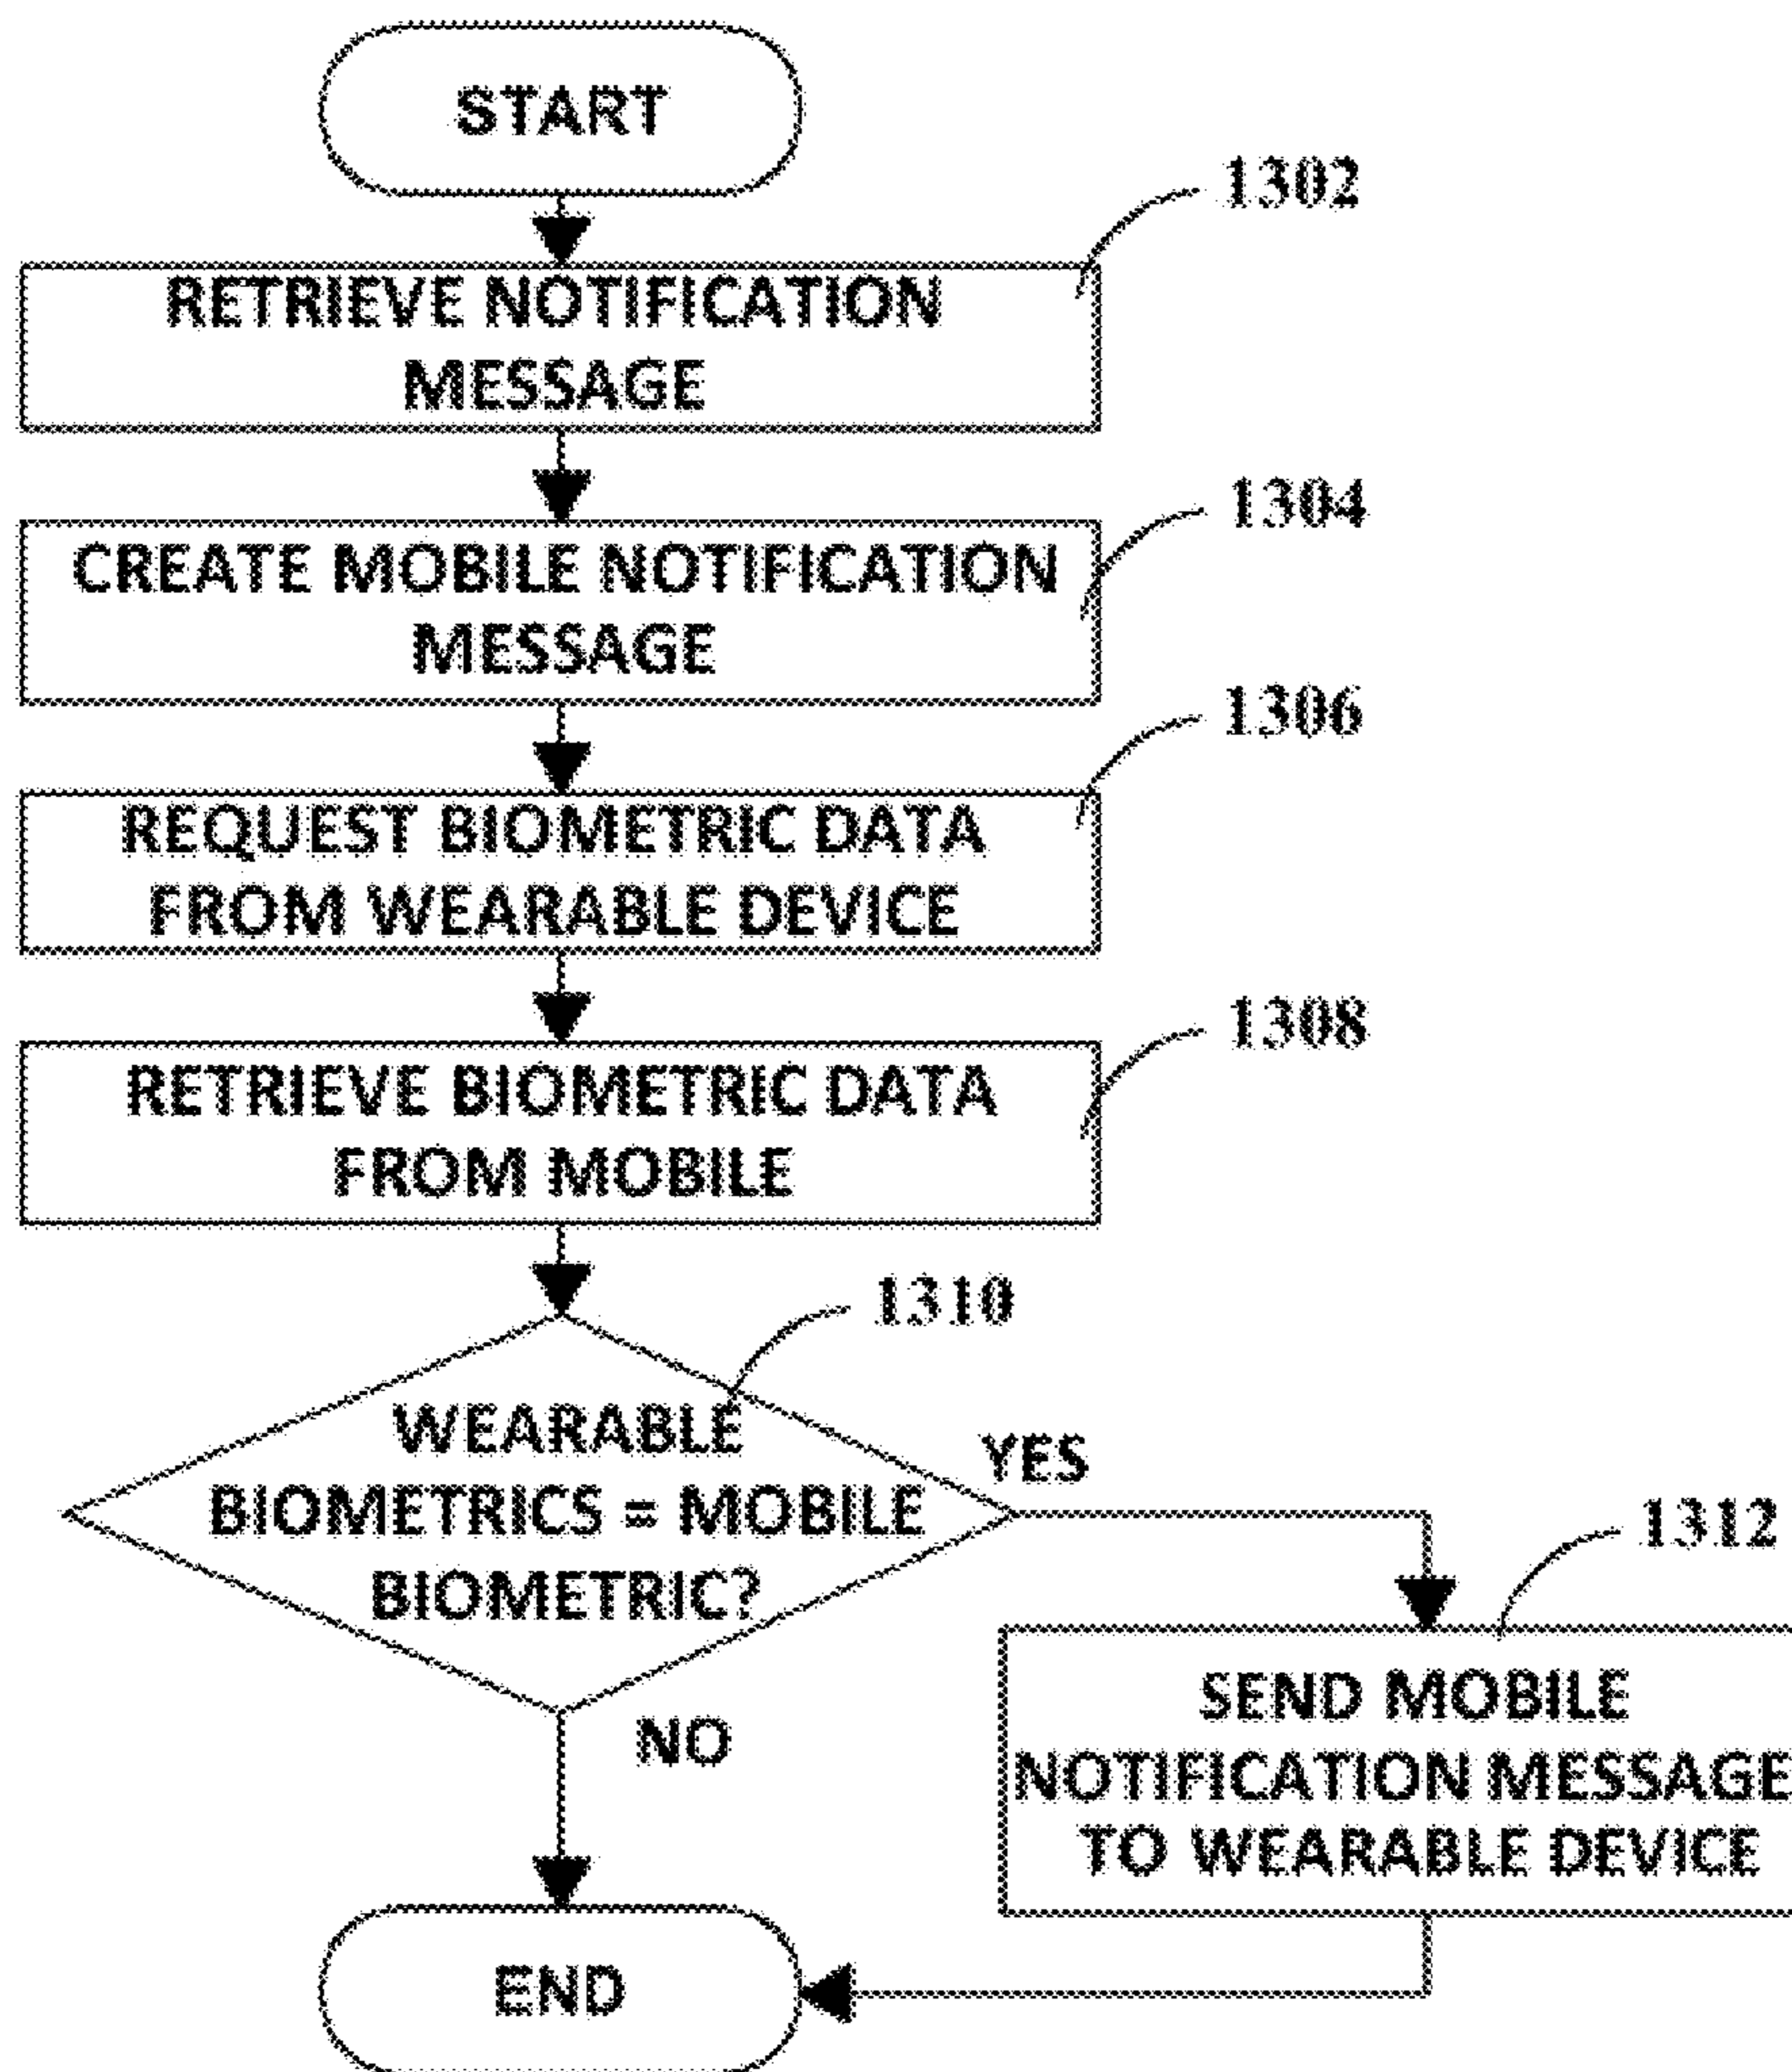 START
1302
RETRIEVE NOTIFICATION
MESSAGE
1304
CREATE MOBILE NOTIFICATION
MESSAGE
1306
REQUEST BIOMETRIC DATA
FROM WEARABLE DEVICE
1308
RETRIEVE BIOMETRIC DATA
FROM MOBILE
1310
WEARABLE
BIOMETRICS = MOBILE
BIOMETRIC?
YES
1312
SEND MOBILE
NOTIFICATION MESSAGE
TO WEARABLE DEVICE
NO
END